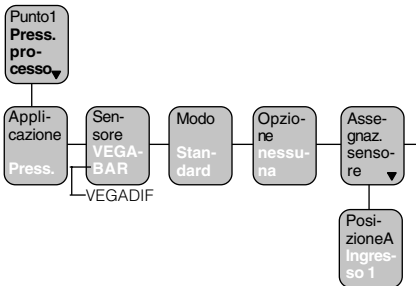 Punto1
Press.
pro-
cesso
Appli-
cazione
Press.
Sen-
sore
VEGA-
BAR
VEGADIF
Modo
Stan-
dard
Opzio-
ne
nessu-
na
Asse-
gnaz.
senso-
re
Posi-
zioneA
Ingres-
so 1